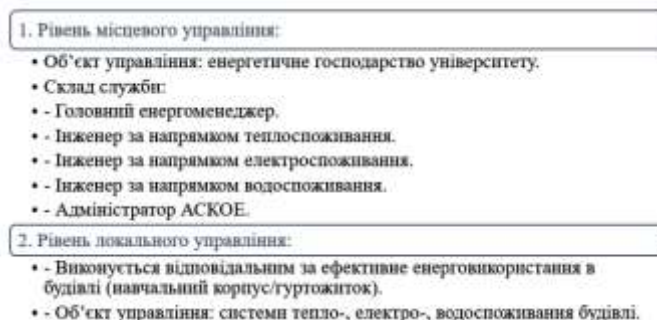 1. Рівень місцевого управління:
• Об’єкт управління: енергетичне господарство університету.
• Склад служби:
• - Головний енергоменеджер.
• - Інженер за напрямком теплоспоживання.
• - Інженер за напрямком електроспоживання.
• - Інженер за напрямком водоспоживання.
• - Адміністратор АСКОЕ.
2. Рівень локального управління:
• - Виконується відповідальним за ефективне енерговикористання в
будівлі (навчальний корпус/гуртожиток).
• - Об’єкт управління: системи тепло-, електро-, водоспоживання будівлі.